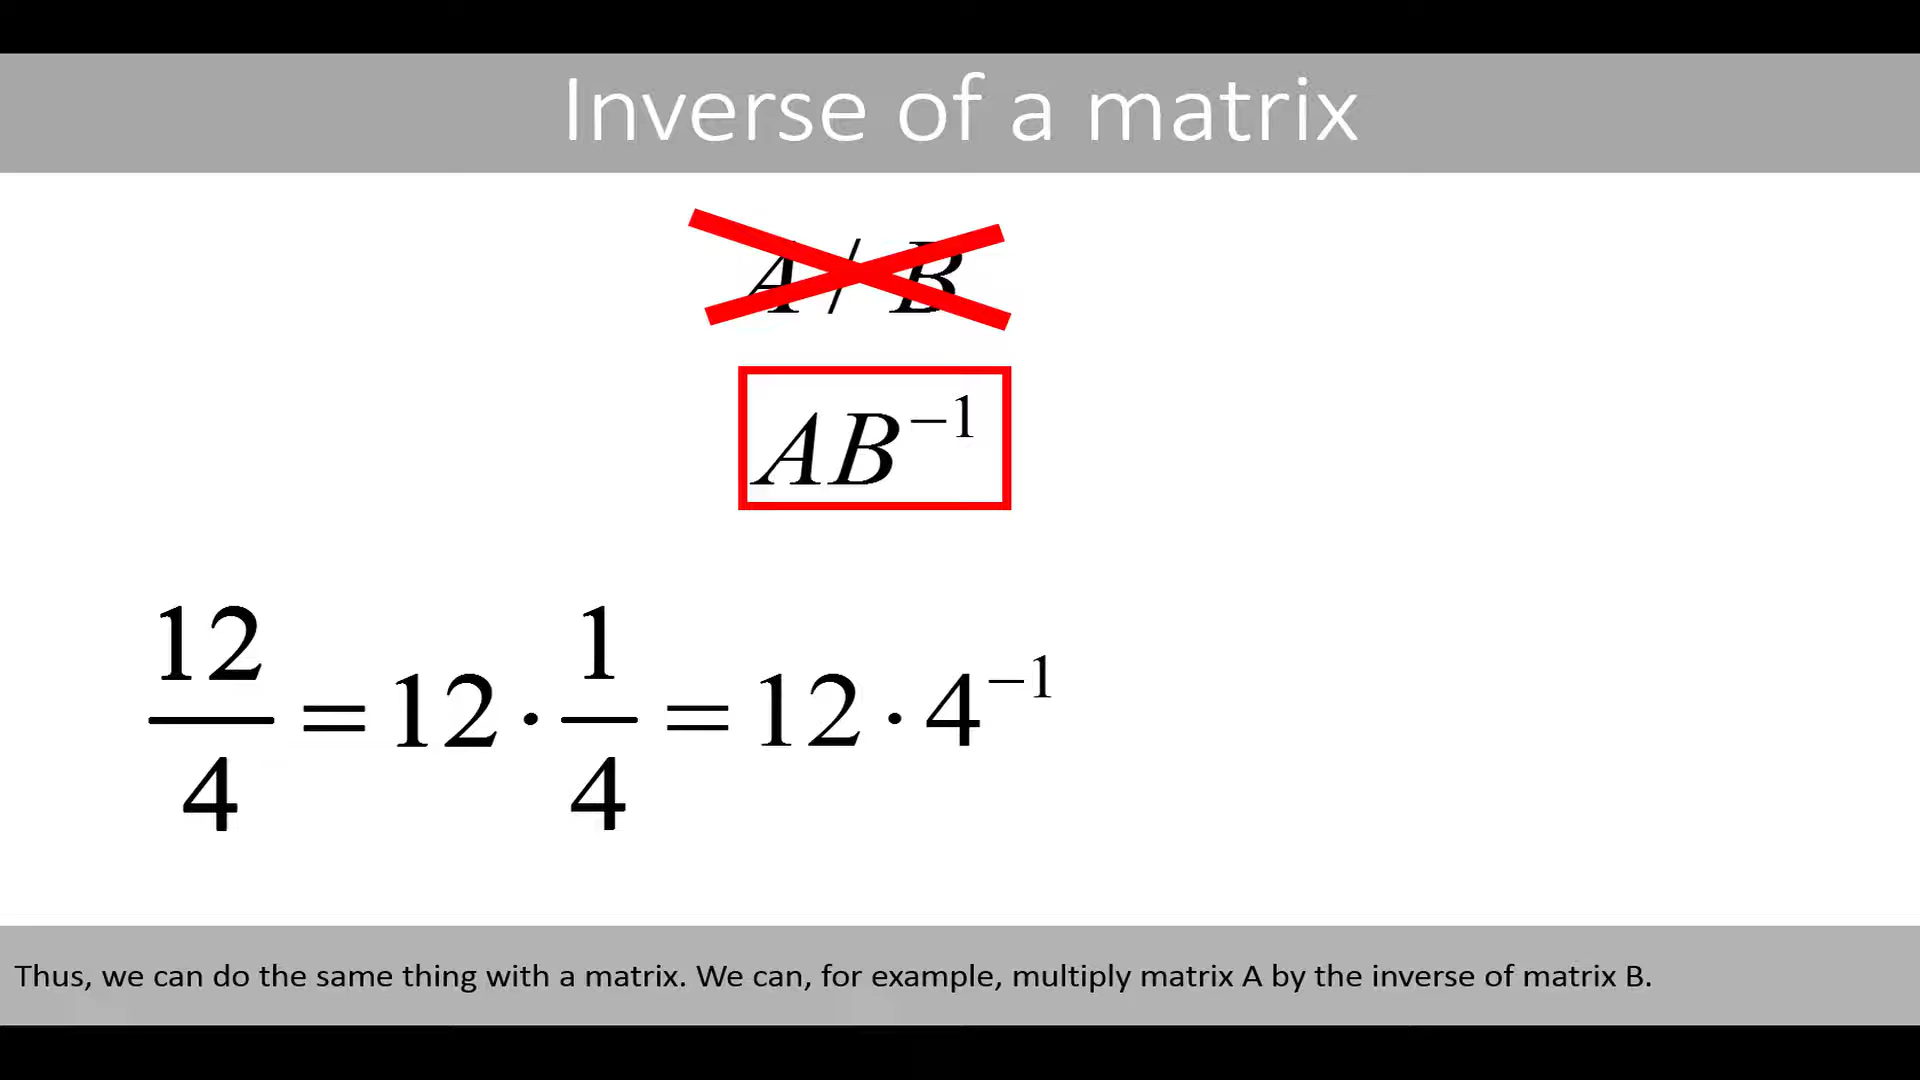 Inverse of a matrix
A / B
AB⁻¹
12/4 = 12 · 1/4 = 12 · 4⁻¹
Thus, we can do the same thing with a matrix. We can, for example, multiply matrix A by the inverse of matrix B.